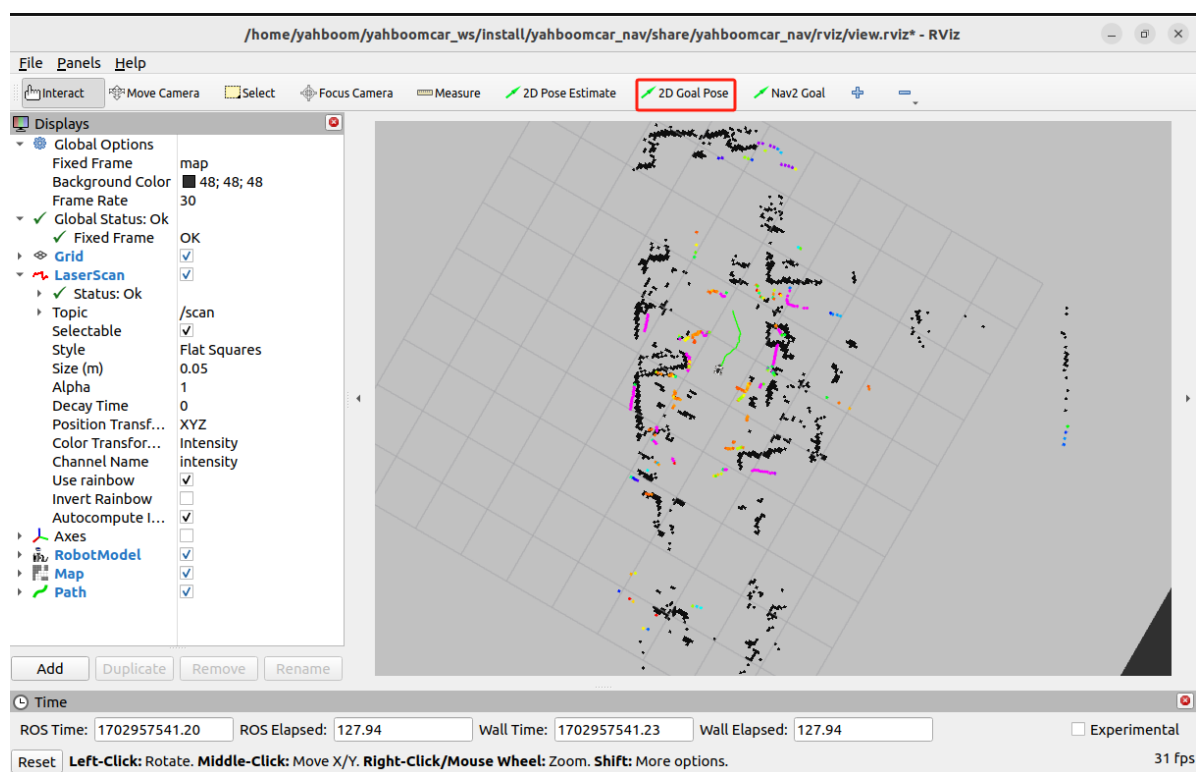 /home/yahboom/yahboomcar_ws/install/yahboomcar_nav/share/yahboomcar_nav/rviz/view.rviz* - RViz
File Panels Help
Interact Move Camera Select Focus Camera Measure 2D Pose Estimate 2D Goal Pose Nav2 Goal
Displays
Global Options
Fixed Frame map
Background Color 48; 48; 48
Frame Rate 30
Global Status: Ok
Fixed Frame OK
Grid
LaserScan
Status: Ok
Topic /scan
Selectable
Style Flat Squares
Size (m) 0.05
Alpha 1
Decay Time 0
Position Transf... XYZ
Color Transfor... Intensity
Channel Name intensity
Use rainbow
Invert Rainbow
Autocompute I...
Axes
RobotModel
Map
Path
Add Duplicate Remove Rename
Time
ROS Time: 1702957541.20 ROS Elapsed: 127.94 Wall Time: 1702957541.23 Wall Elapsed: 127.94 Experimental
Reset Left-Click: Rotate. Middle-Click: Move X/Y. Right-Click/Mouse Wheel: Zoom. Shift: More options. 31 fps